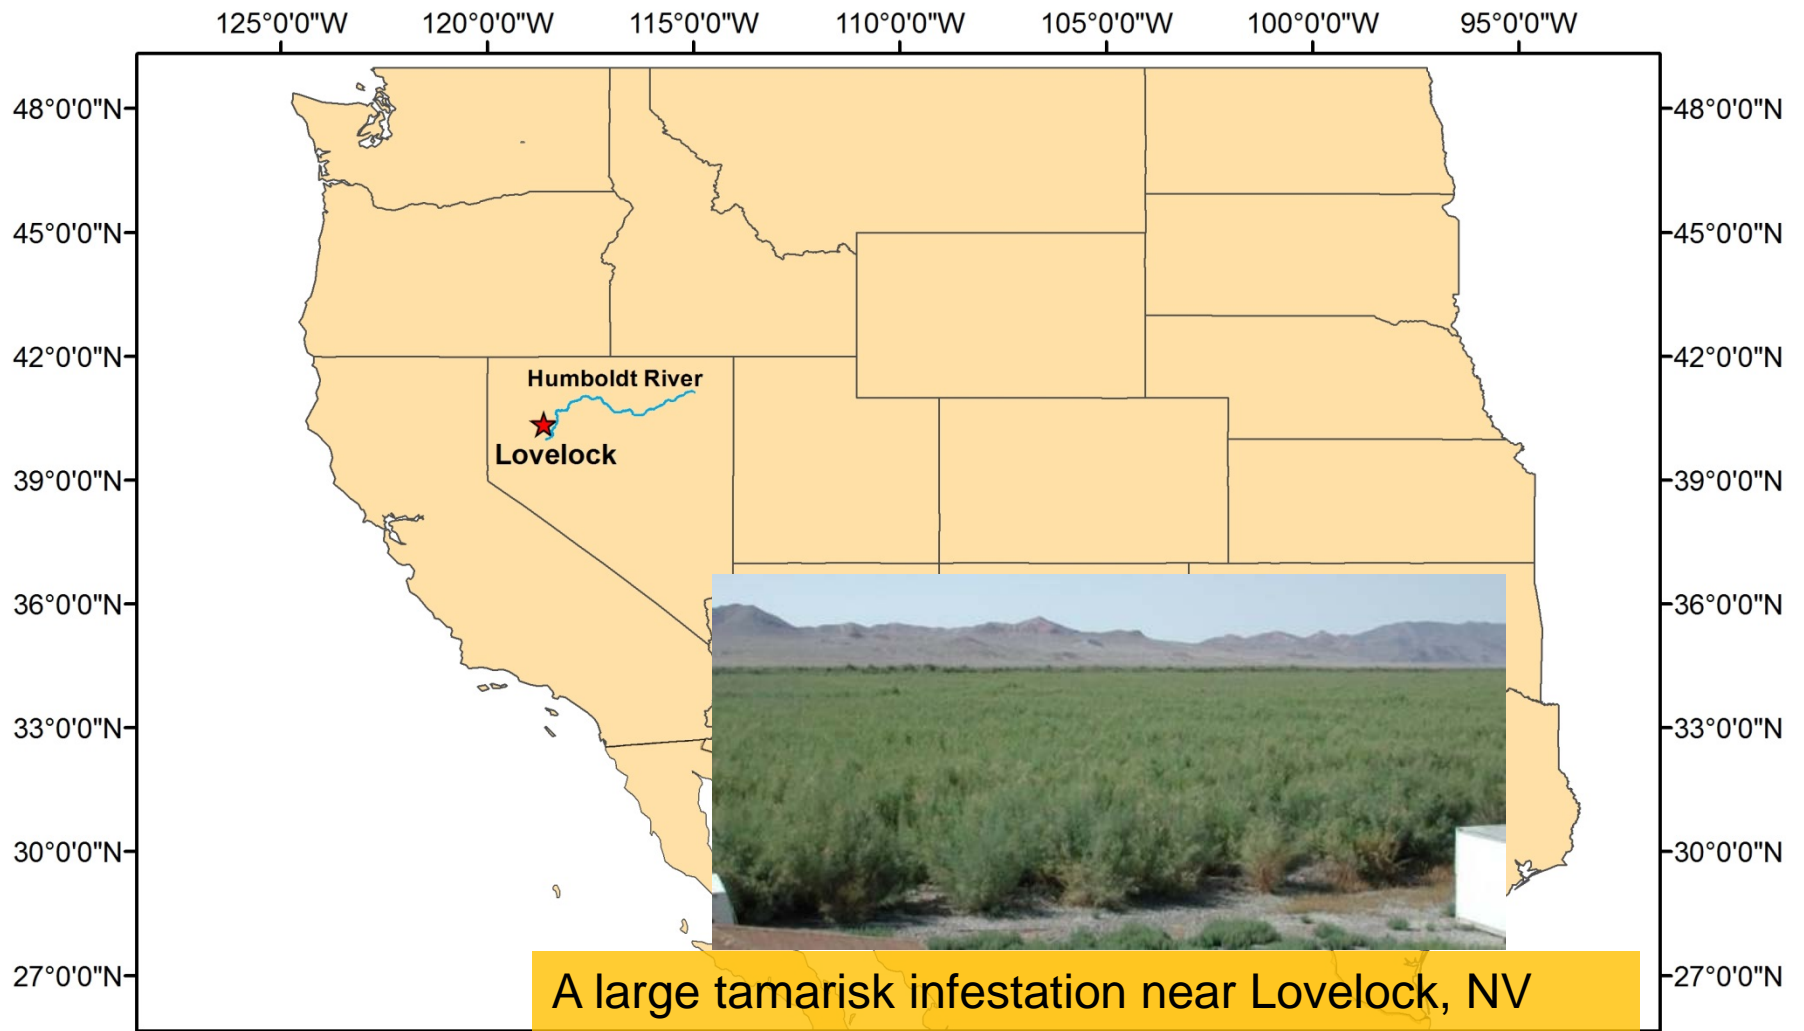 125°0'0"W 120°0'0"W 115°0'0"W 110°0'0"W 105°0'0"W 100°0'0"W 95°0'0"W
48°0'0"N 48°0'0"N
45°0'0"N 45°0'0"N
42°0'0"N 42°0'0"N
Humboldt River
Lovelock
39°0'0"N 39°0'0"N
36°0'0"N 36°0'0"N
33°0'0"N 33°0'0"N
30°0'0"N 30°0'0"N
27°0'0"N 27°0'0"N
A large tamarisk infestation near Lovelock, NV